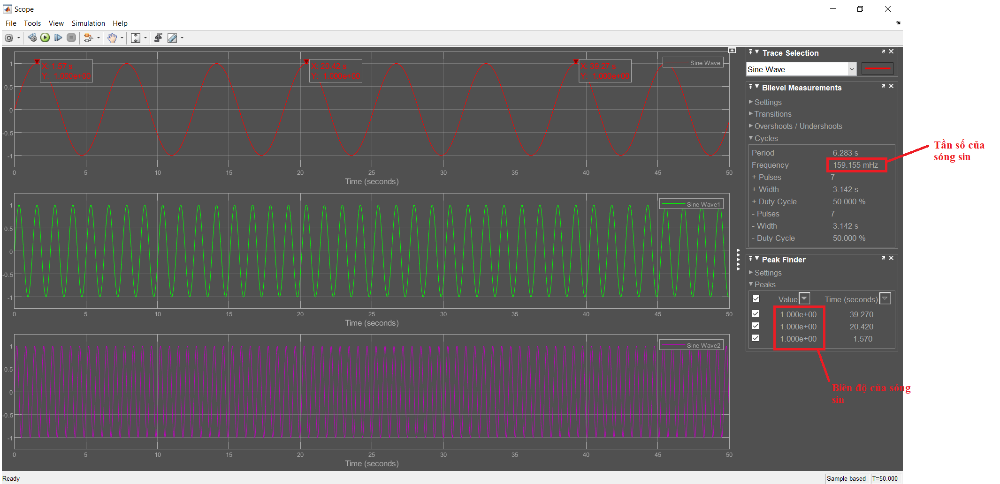 Scope
File Tools View Simulation Help
X: 1.57 s
Y: 1.000e+00
X: 20.42 s
Y: 1.000e+00
X: 39.27 s
Y: 1.000e+00
Sine Wave
1
0.5
0
-0.5
-1
0 5 10 15 20 25 30 35 40 45 50
Time (seconds)
Sine Wave1
1
0.5
0
-0.5
-1
0 5 10 15 20 25 30 35 40 45 50
Time (seconds)
Sine Wave2
1
0.5
0
-0.5
-1
0 5 10 15 20 25 30 35 40 45 50
Time (seconds)
Trace Selection
Sine Wave
Bilevel Measurements
Settings
Transitions
Overshoots / Undershoots
Cycles
Period 6.283 s
Frequency 159.155 mHz
+ Pulses 7
+ Width 3.142 s
+ Duty Cycle 50.000 %
- Pulses 7
- Width 3.142 s
- Duty Cycle 50.000 %
Peak Finder
Settings
Peaks
Value Time (seconds)
1.000e+00 39.270
1.000e+00 20.420
1.000e+00 1.570
Tần số của
sóng sin
Biên độ của sóng
sin
Ready
Sample based T=50.000